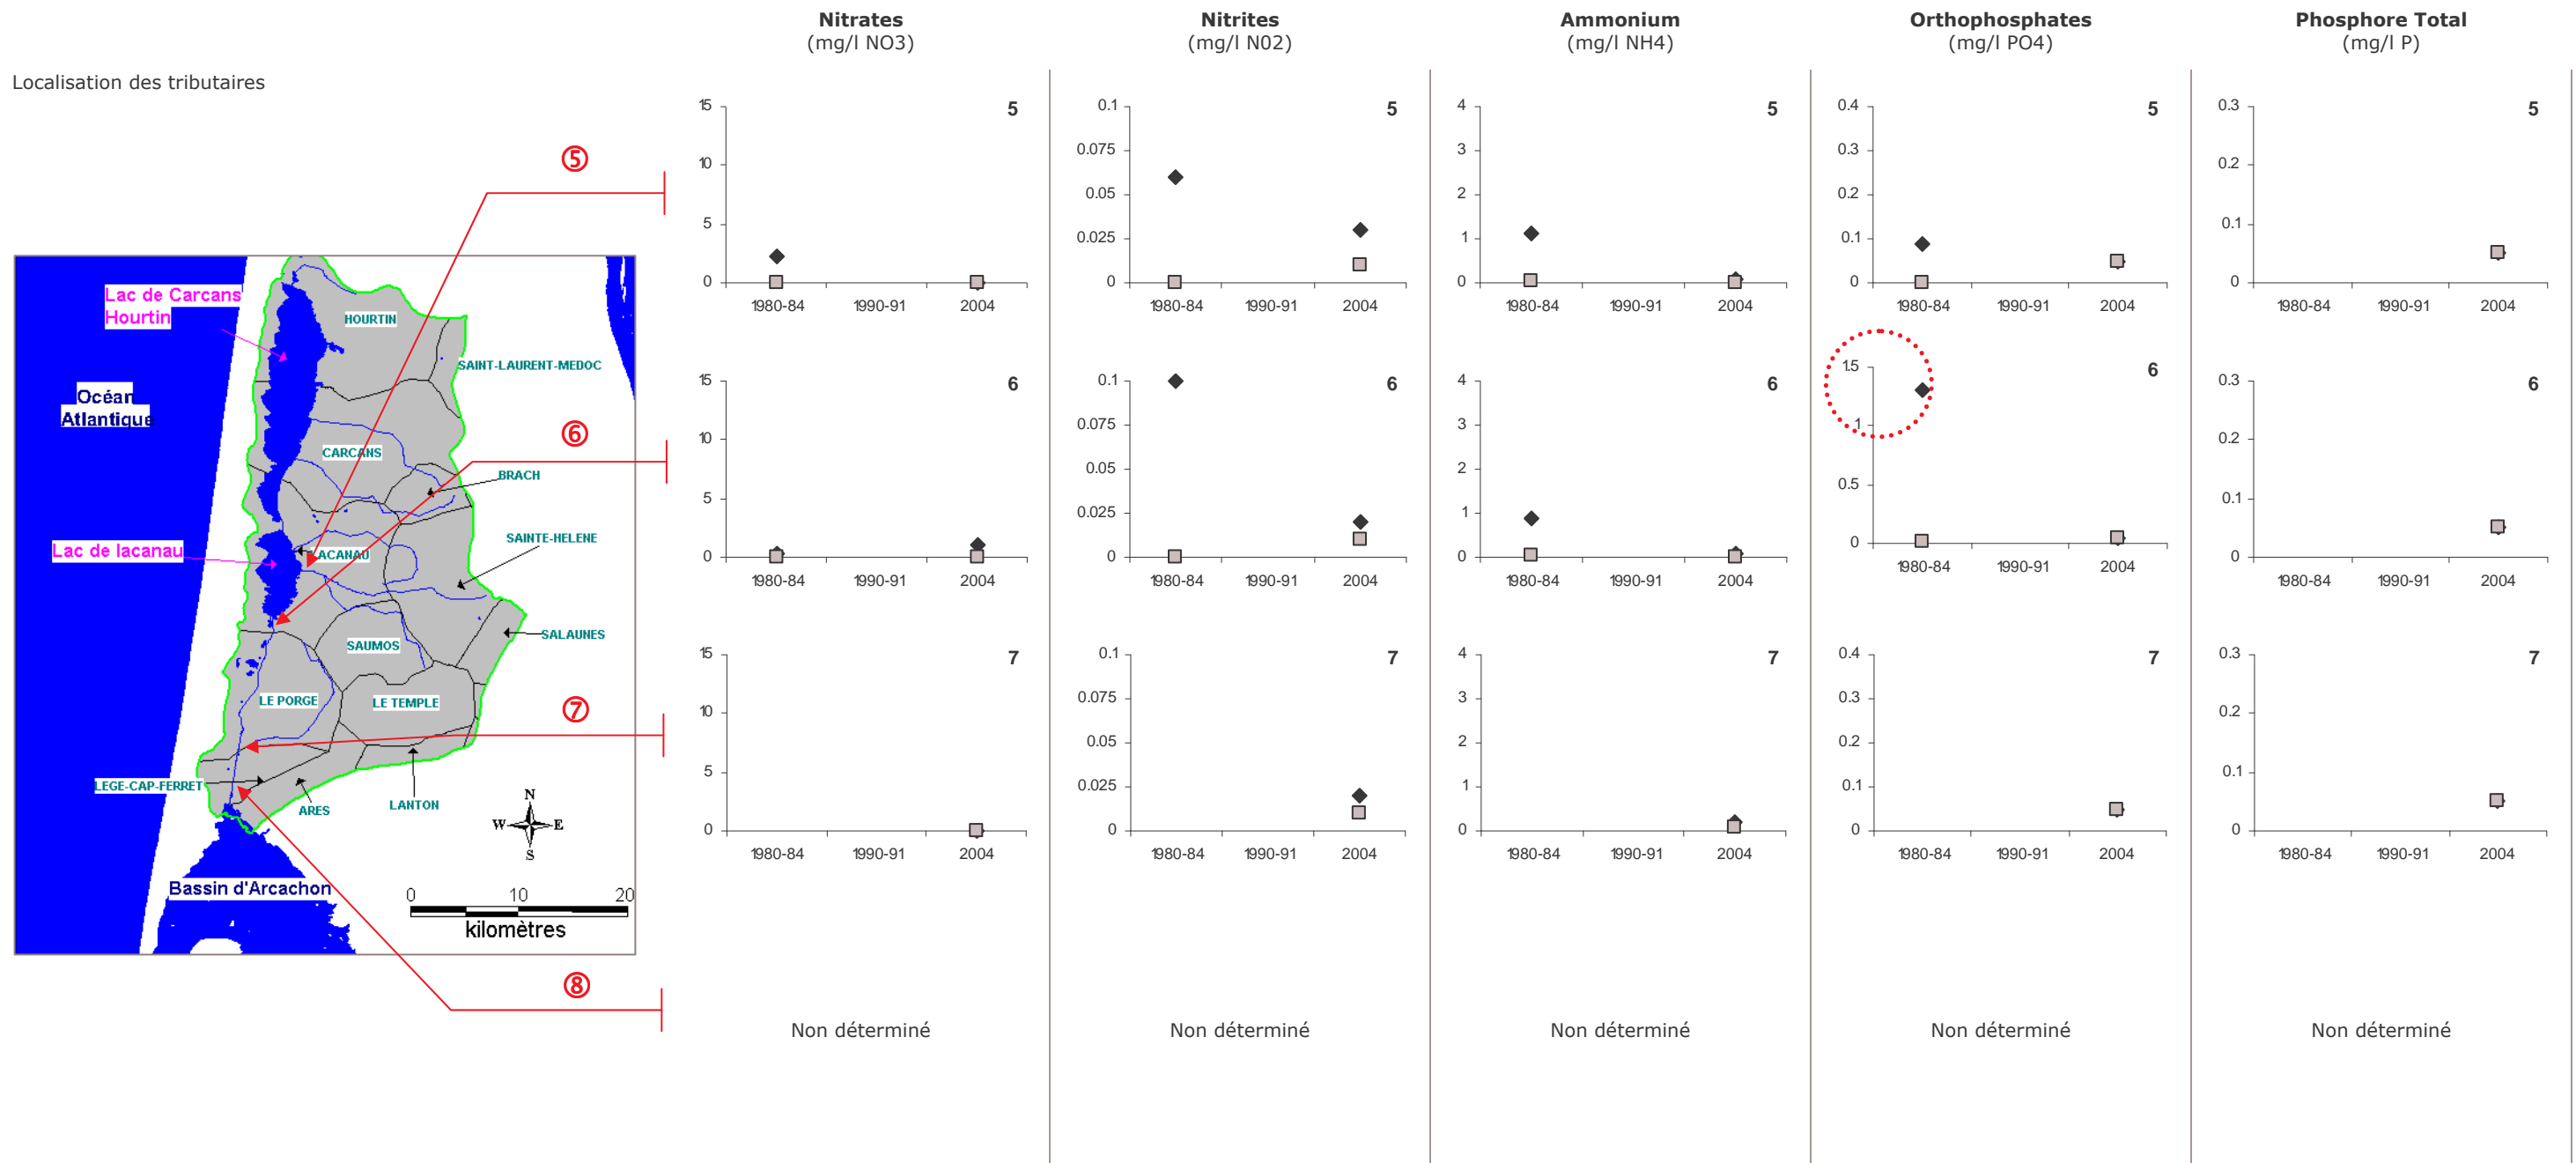 Nitrates
(mg/l NO3)
Nitrites
(mg/l N02)
Ammonium
(mg/l NH4)
Orthophosphates
(mg/l PO4)
Phosphore Total
(mg/l P)
Localisation des tributaires
⑤
⑥
⑦
⑧
Lac de Carcans
Hourtin
HOURTIN
SAINT-LAURENT-MEDOC
Océan
Atlantique
CARCANS
BRACH
SAINTE-HELENE
Lac de lacanau
LACANAU
SALAUNES
SAUMOS
LE PORGE
LE TEMPLE
LEGE-CAP-FERRET
ARES
LANTON
N
W E
S
Bassin d'Arcachon
0 10 20
kilomètres
5
15
10
5
0
1980-84 1990-91 2004
5
0.1
0.075
0.05
0.025
0
1980-84 1990-91 2004
5
4
3
2
1
0
1980-84 1990-91 2004
5
0.4
0.3
0.2
0.1
0
1980-84 1990-91 2004
5
0.3
0.2
0.1
0
1980-84 1990-91 2004
6
15
10
5
0
1980-84 1990-91 2004
6
0.1
0.075
0.05
0.025
0
1980-84 1990-91 2004
6
4
3
2
1
0
1980-84 1990-91 2004
6
1.5
1
0.5
0
1980-84 1990-91 2004
6
0.3
0.2
0.1
0
1980-84 1990-91 2004
7
15
10
5
0
1980-84 1990-91 2004
7
0.1
0.075
0.05
0.025
0
1980-84 1990-91 2004
7
4
3
2
1
0
1980-84 1990-91 2004
7
0.4
0.3
0.2
0.1
0
1980-84 1990-91 2004
7
0.3
0.2
0.1
0
1980-84 1990-91 2004
Non déterminé
Non déterminé
Non déterminé
Non déterminé
Non déterminé